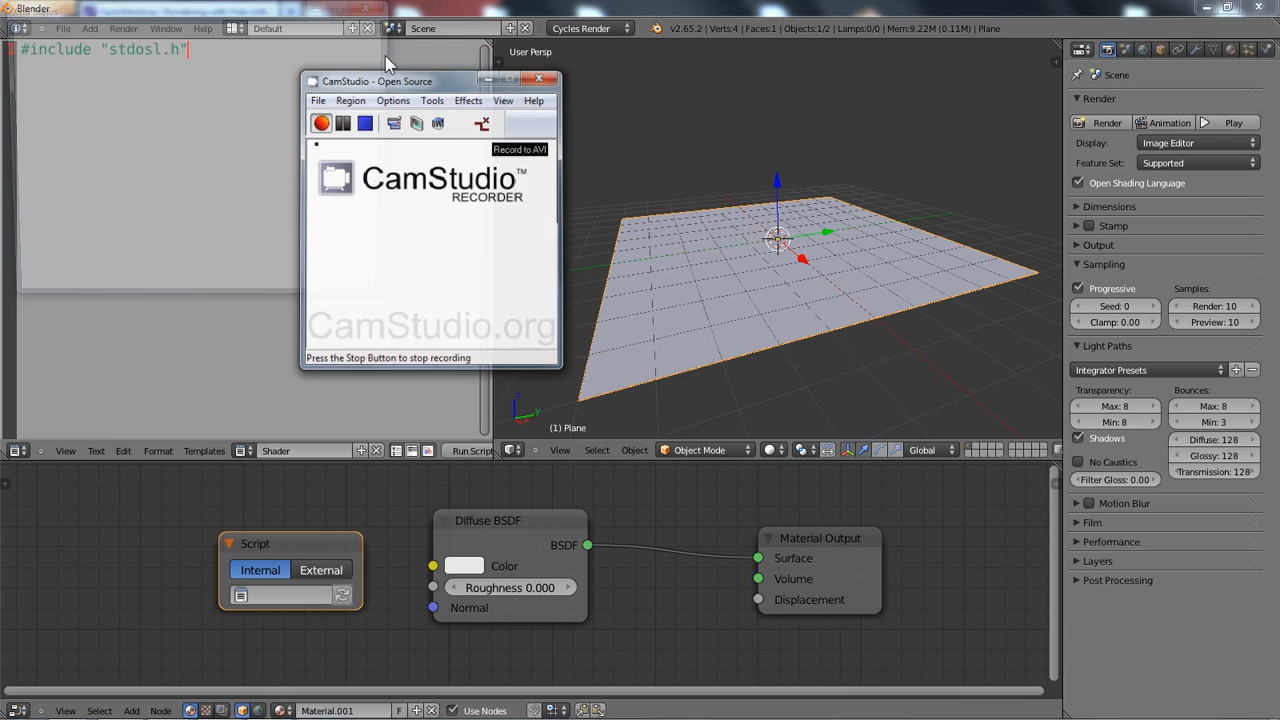 Blender
File Add Render Window Help Default Scene Cycles Render v2.65.2 | Verts:4 | Faces:1 | Objects:1/2 | Lamps:0/0 | Mem:9.22M (0.11M) | Plane
#include "stdosl.h"
CamStudio - Open Source
File Region Options Tools Effects View Help
Record to AVI
CamStudio™
RECORDER
CamStudio.org
Press the Stop Button to stop recording
User Persp
(1) Plane
z
y
View Text Edit Format Templates Shader Run Scrip
View Select Object Object Mode Global
Script
Internal External
Diffuse BSDF
BSDF
Color
Roughness 0.000
Normal
Material Output
Surface
Volume
Displacement
View Select Add Node Material.001 F Use Nodes
Scene
Render
Render Animation Play
Display: Image Editor
Feature Set: Supported
Open Shading Language
Dimensions
Stamp
Output
Sampling
Progressive Samples:
Seed: 0 Render: 10
Clamp: 0.00 Preview: 10
Light Paths
Integrator Presets
Transparency: Bounces:
Max: 8 Max: 8
Min: 8 Min: 3
Shadows Diffuse: 128
No Caustics Glossy: 128
Filter Gloss: 0.00 Transmission: 128
Motion Blur
Film
Performance
Layers
Post Processing